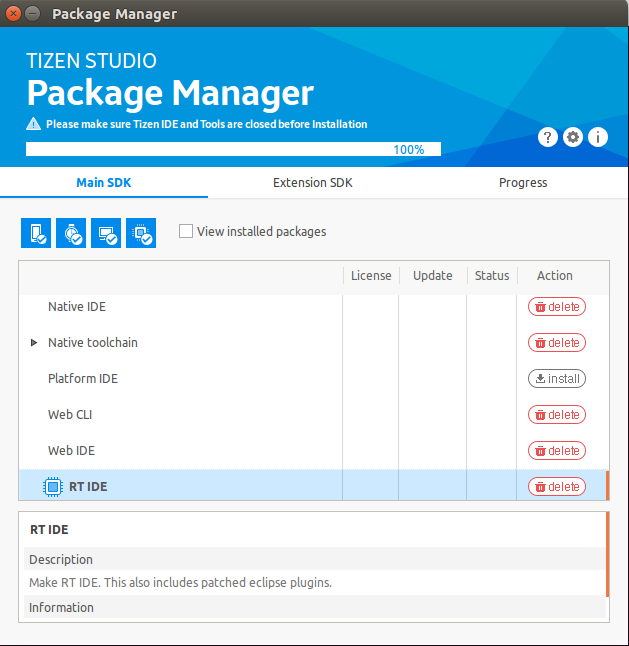 Package Manager
TIZEN STUDIO
Package Manager
Please make sure Tizen IDE and Tools are closed before Installation
100%
? i
Main SDK Extension SDK Progress
View installed packages
License Update Status Action
Native IDE delete
Native toolchain delete
Platform IDE install
Web CLI delete
Web IDE delete
RT IDE delete
RT IDE
Description
Make RT IDE. This also includes patched eclipse plugins.
Information